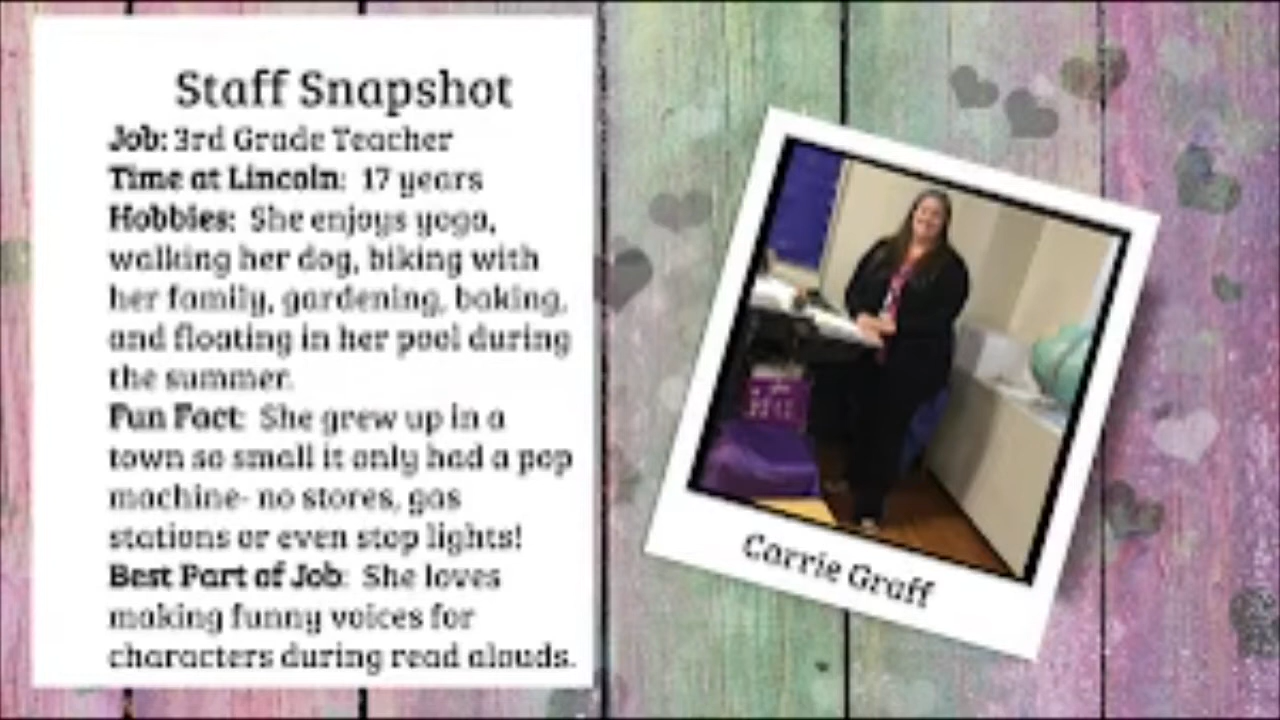 Staff Snapshot
Job: 3rd Grade Teacher
Time at Lincoln: 17 years
Hobbies: She enjoys yoga,
walking her dog, biking with
her family, gardening, baking,
and floating in her pool during
the summer.
Fun Fact: She grew up in a
town so small it only had a pop
machine- no stores, gas
stations or even stop lights!
Best Part of Job: She loves
making funny voices for
characters during read alouds.
Carrie Graff